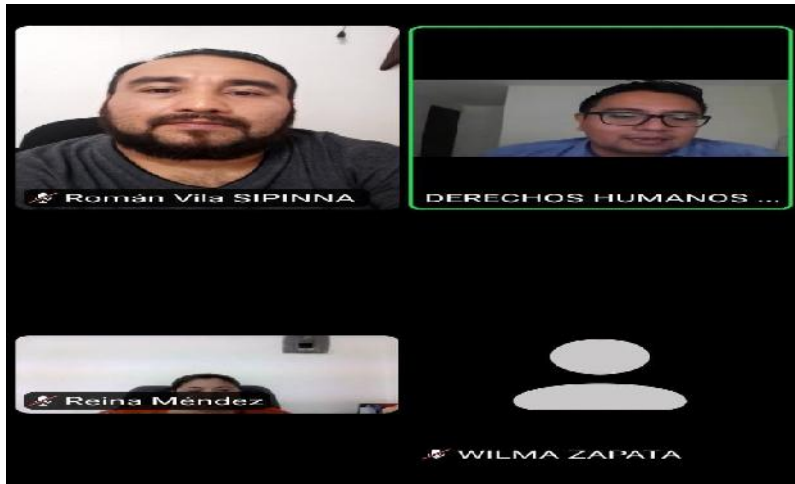 Román Vila SIPINNA
DERECHOS HUMANOS ...
Reina Méndez
WILMA ZAPATA